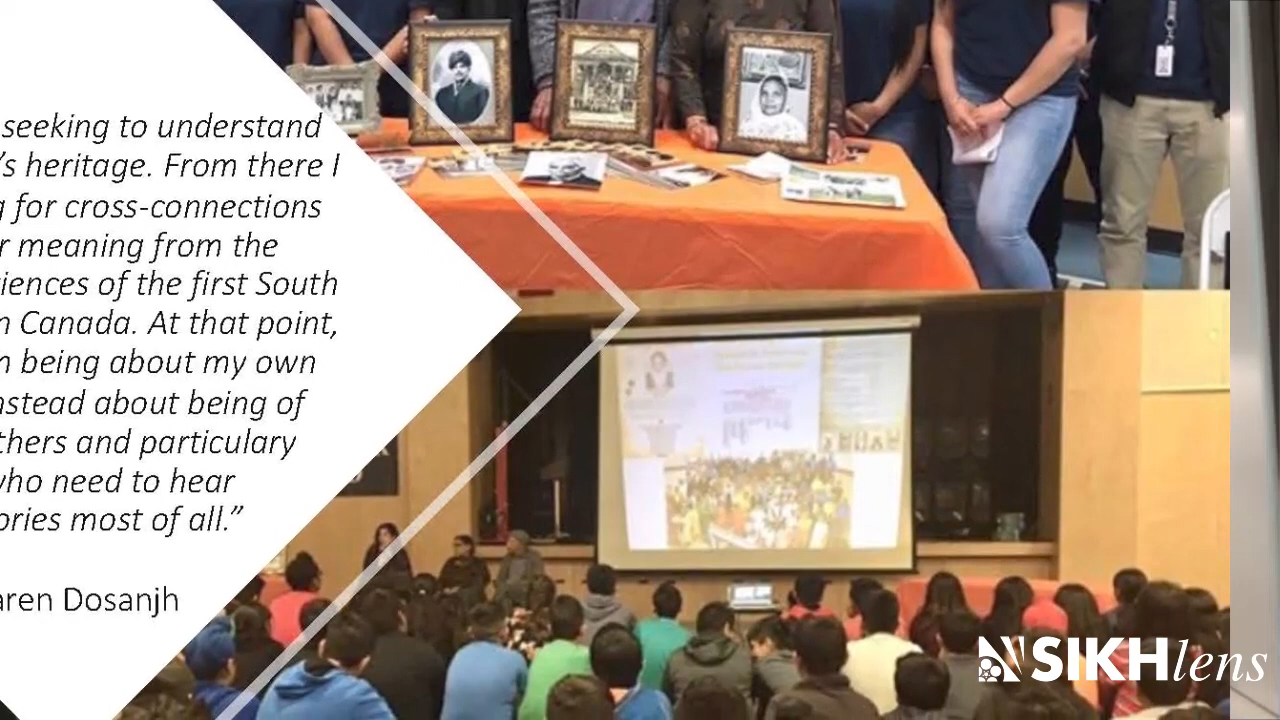 seeking to understand
's heritage. From there I
for cross-connections
r meaning from the
iences of the first South
n Canada. At that point,
n being about my own
nstead about being of
thers and particulary
who need to hear
ories most of all.”
aren Dosanjh
SIKHlens